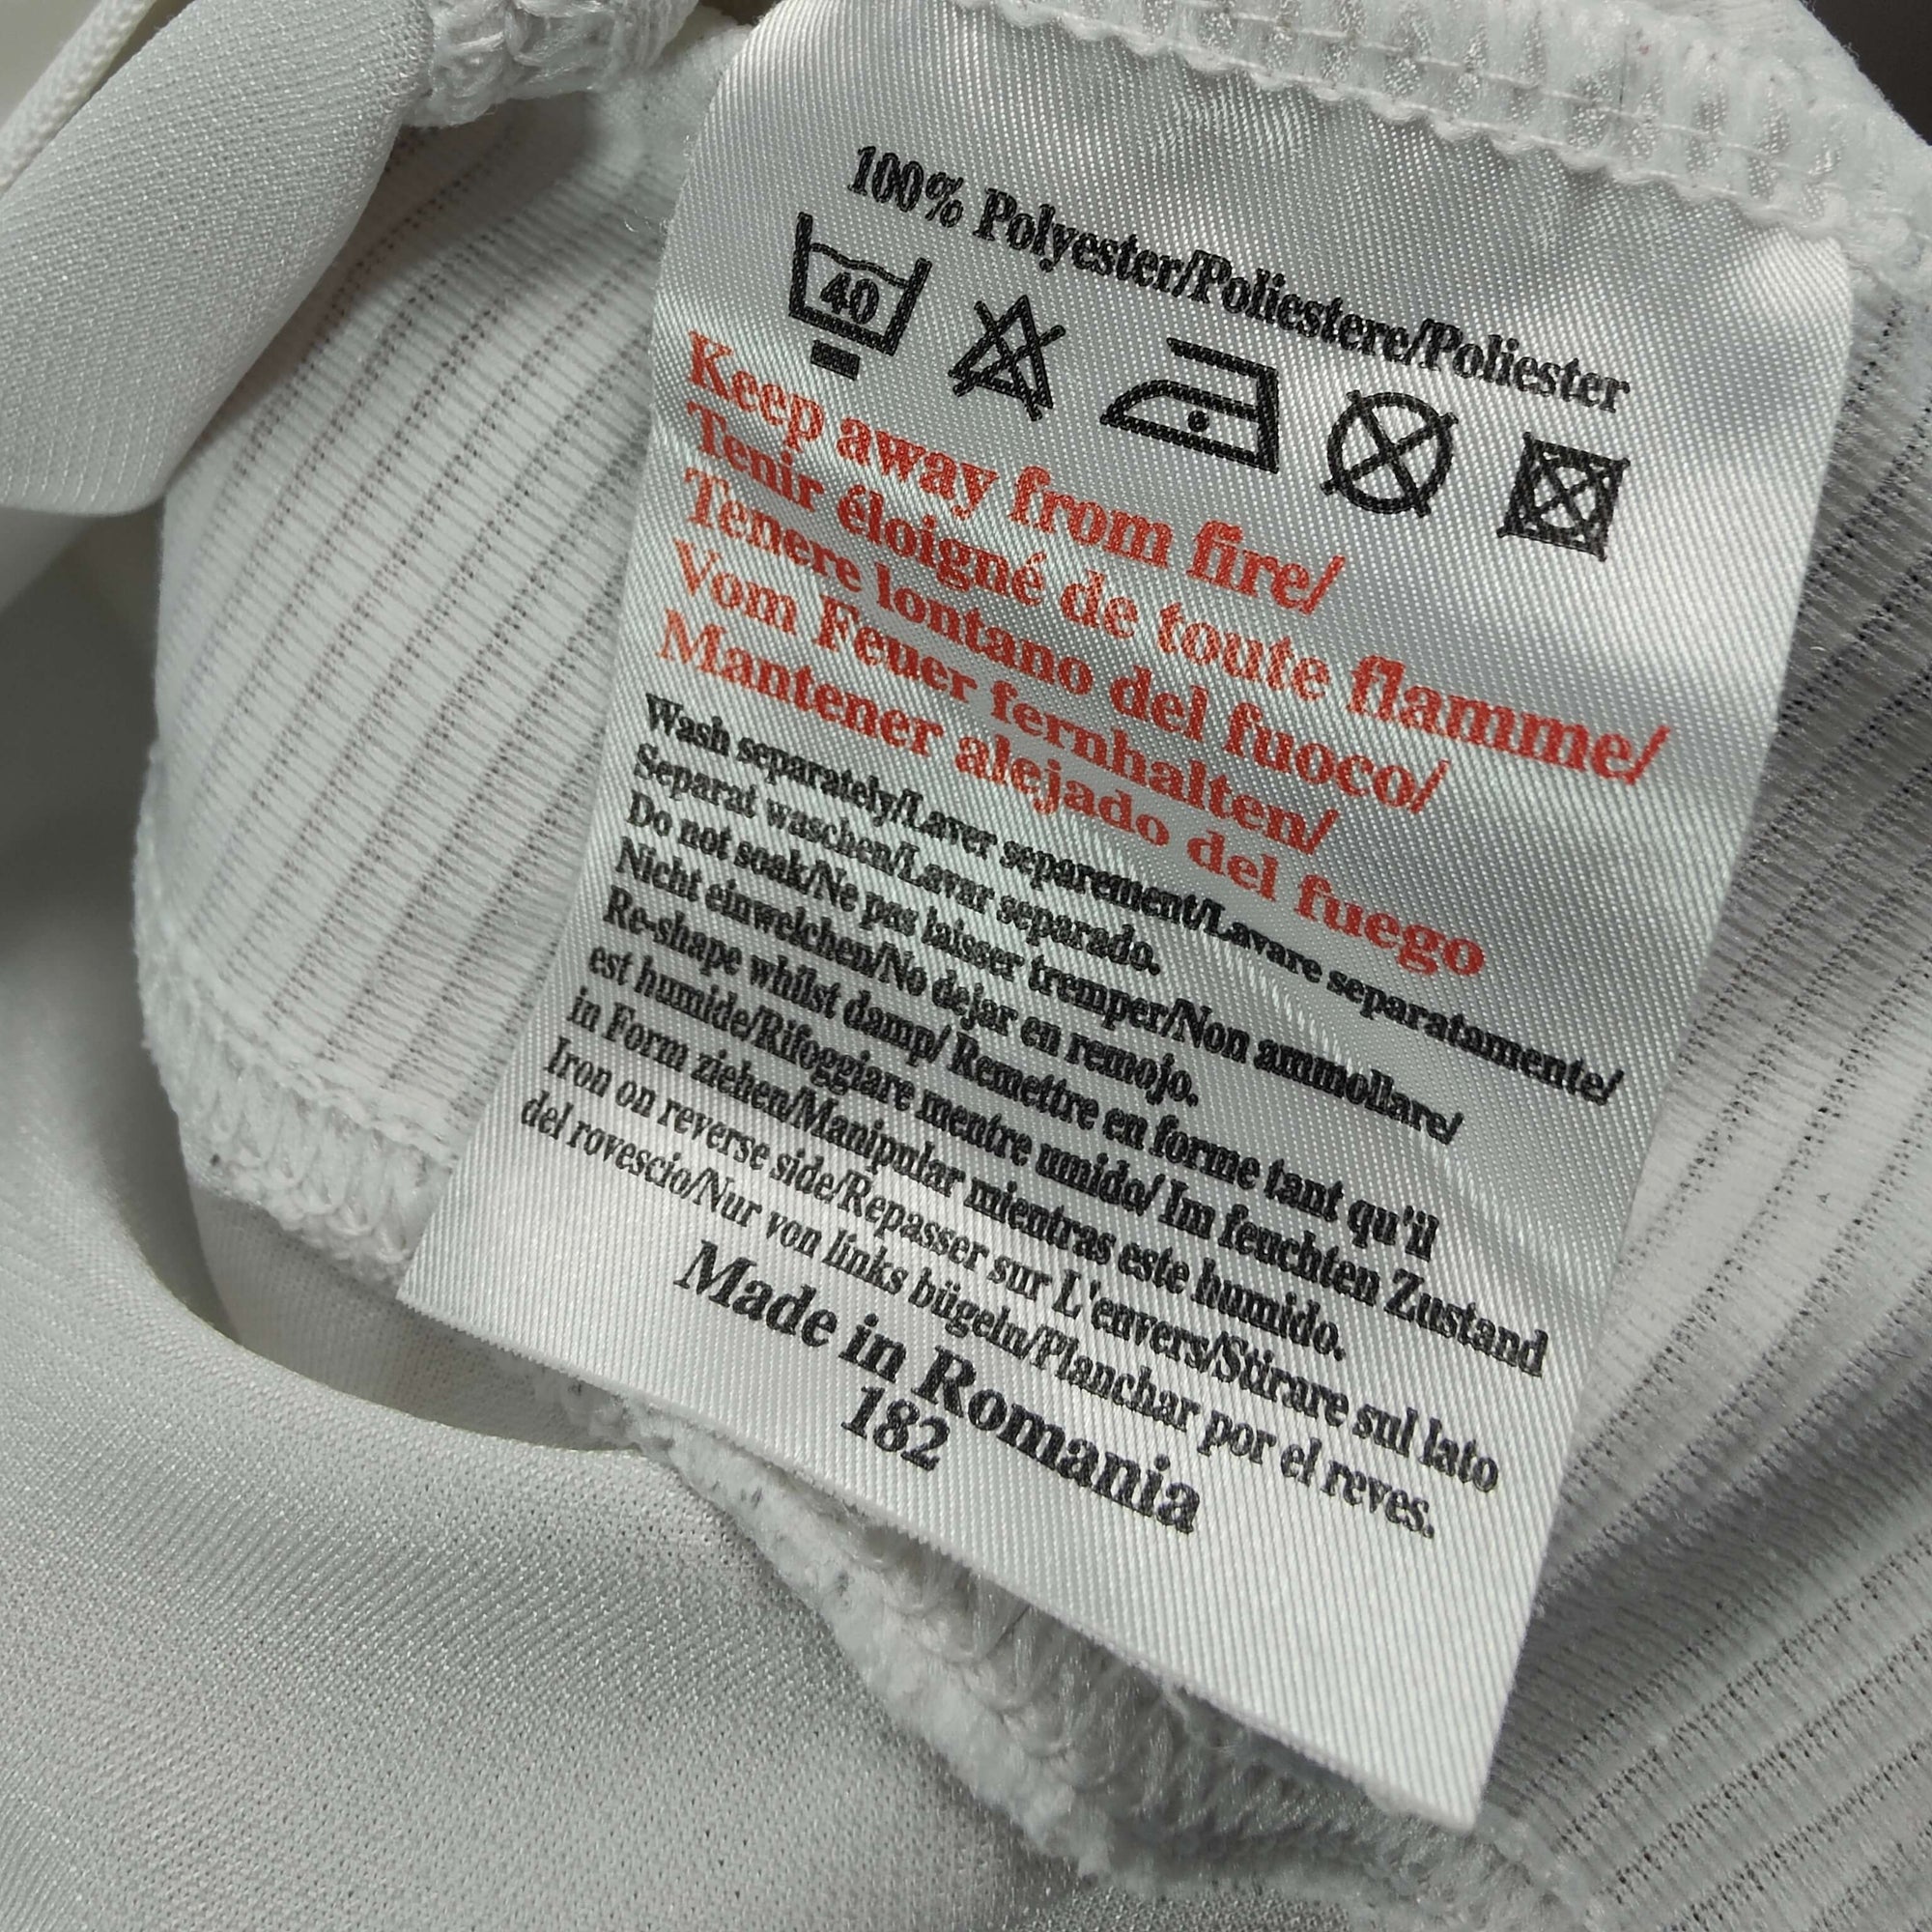 100% Polyester/Poliestere/Poliester
40
Keep away from fire/
Tenir éloigné de toute flamme/
Tenere lontano del fuoco/
Vom Feuer fernhalten/
Mantener alejado del fuego
Wash separately/Laver separement/Lavare separatamente/
Separat waschen/Lavar separado.
Do not soak/Ne pas laisser tremper/Non ammollare/
Nicht einweichen/No dejar en remojo.
Re-shape whilst damp/ Remettre en forme tant qu'il
est humide/Rifoggiare mentre umido/ Im feuchten Zustand
in Form ziehen/Manipular mientras este humido.
Iron on reverse side/Repasser sur L'envers/Stirare sul lato
del rovescio/Nur von links bügeln/Planchar por el reves.
Made in Romania
182